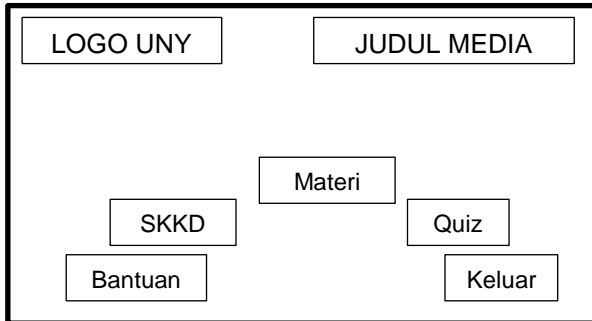 LOGO UNY
JUDUL MEDIA
Materi
SKKD
Quiz
Bantuan
Keluar